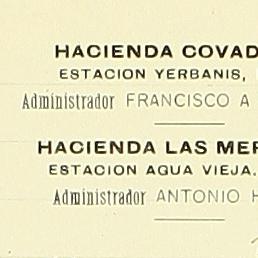 HACIENDA COVAD
ESTACION YERBANIS,
Administrador FRANCISCO A
HACIENDA LAS MER
ESTACION AGUA VIEJA,
Administrador ANTONIO H